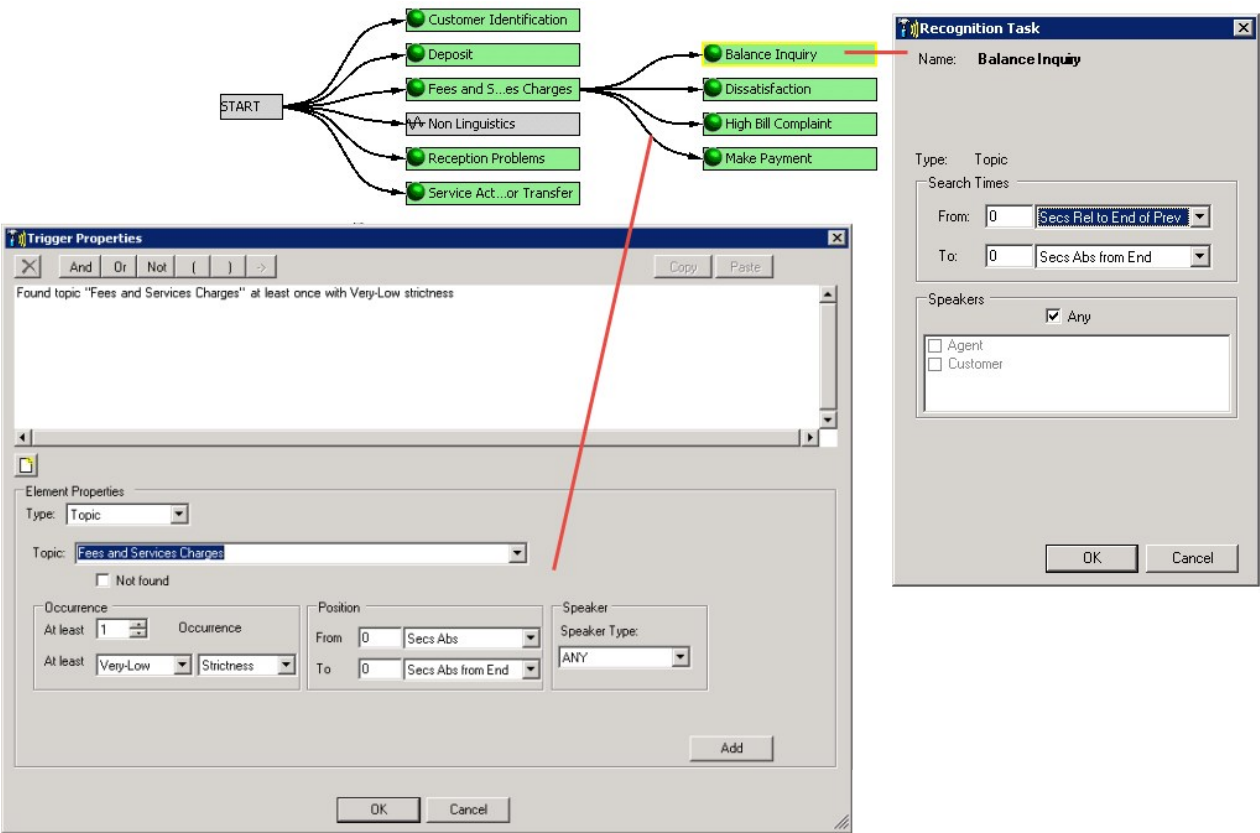 START
Customer Identification
Deposit
Fees and S...es Charges
Non Linguistics
Reception Problems
Service Act...or Transfer
Balance Inquiry
Dissatisfaction
High Bill Complaint
Make Payment
Trigger Properties
And Or Not ( ) -> Copy Paste
Found topic "Fees and Services Charges" at least once with Very-Low strictness
Element Properties
Type: Topic
Topic: Fees and Services Charges
Not found
Occurrence
At least 1 Occurrence
At least Very-Low Strictness
Position
From 0 Secs Abs
To 0 Secs Abs from End
Speaker
Speaker Type:
ANY
Add
OK Cancel
Recognition Task
Name: Balance Inquiry
Type: Topic
Search Times
From: 0 Secs Rel to End of Prev
To: 0 Secs Abs from End
Speakers
Any
Agent
Customer
OK Cancel